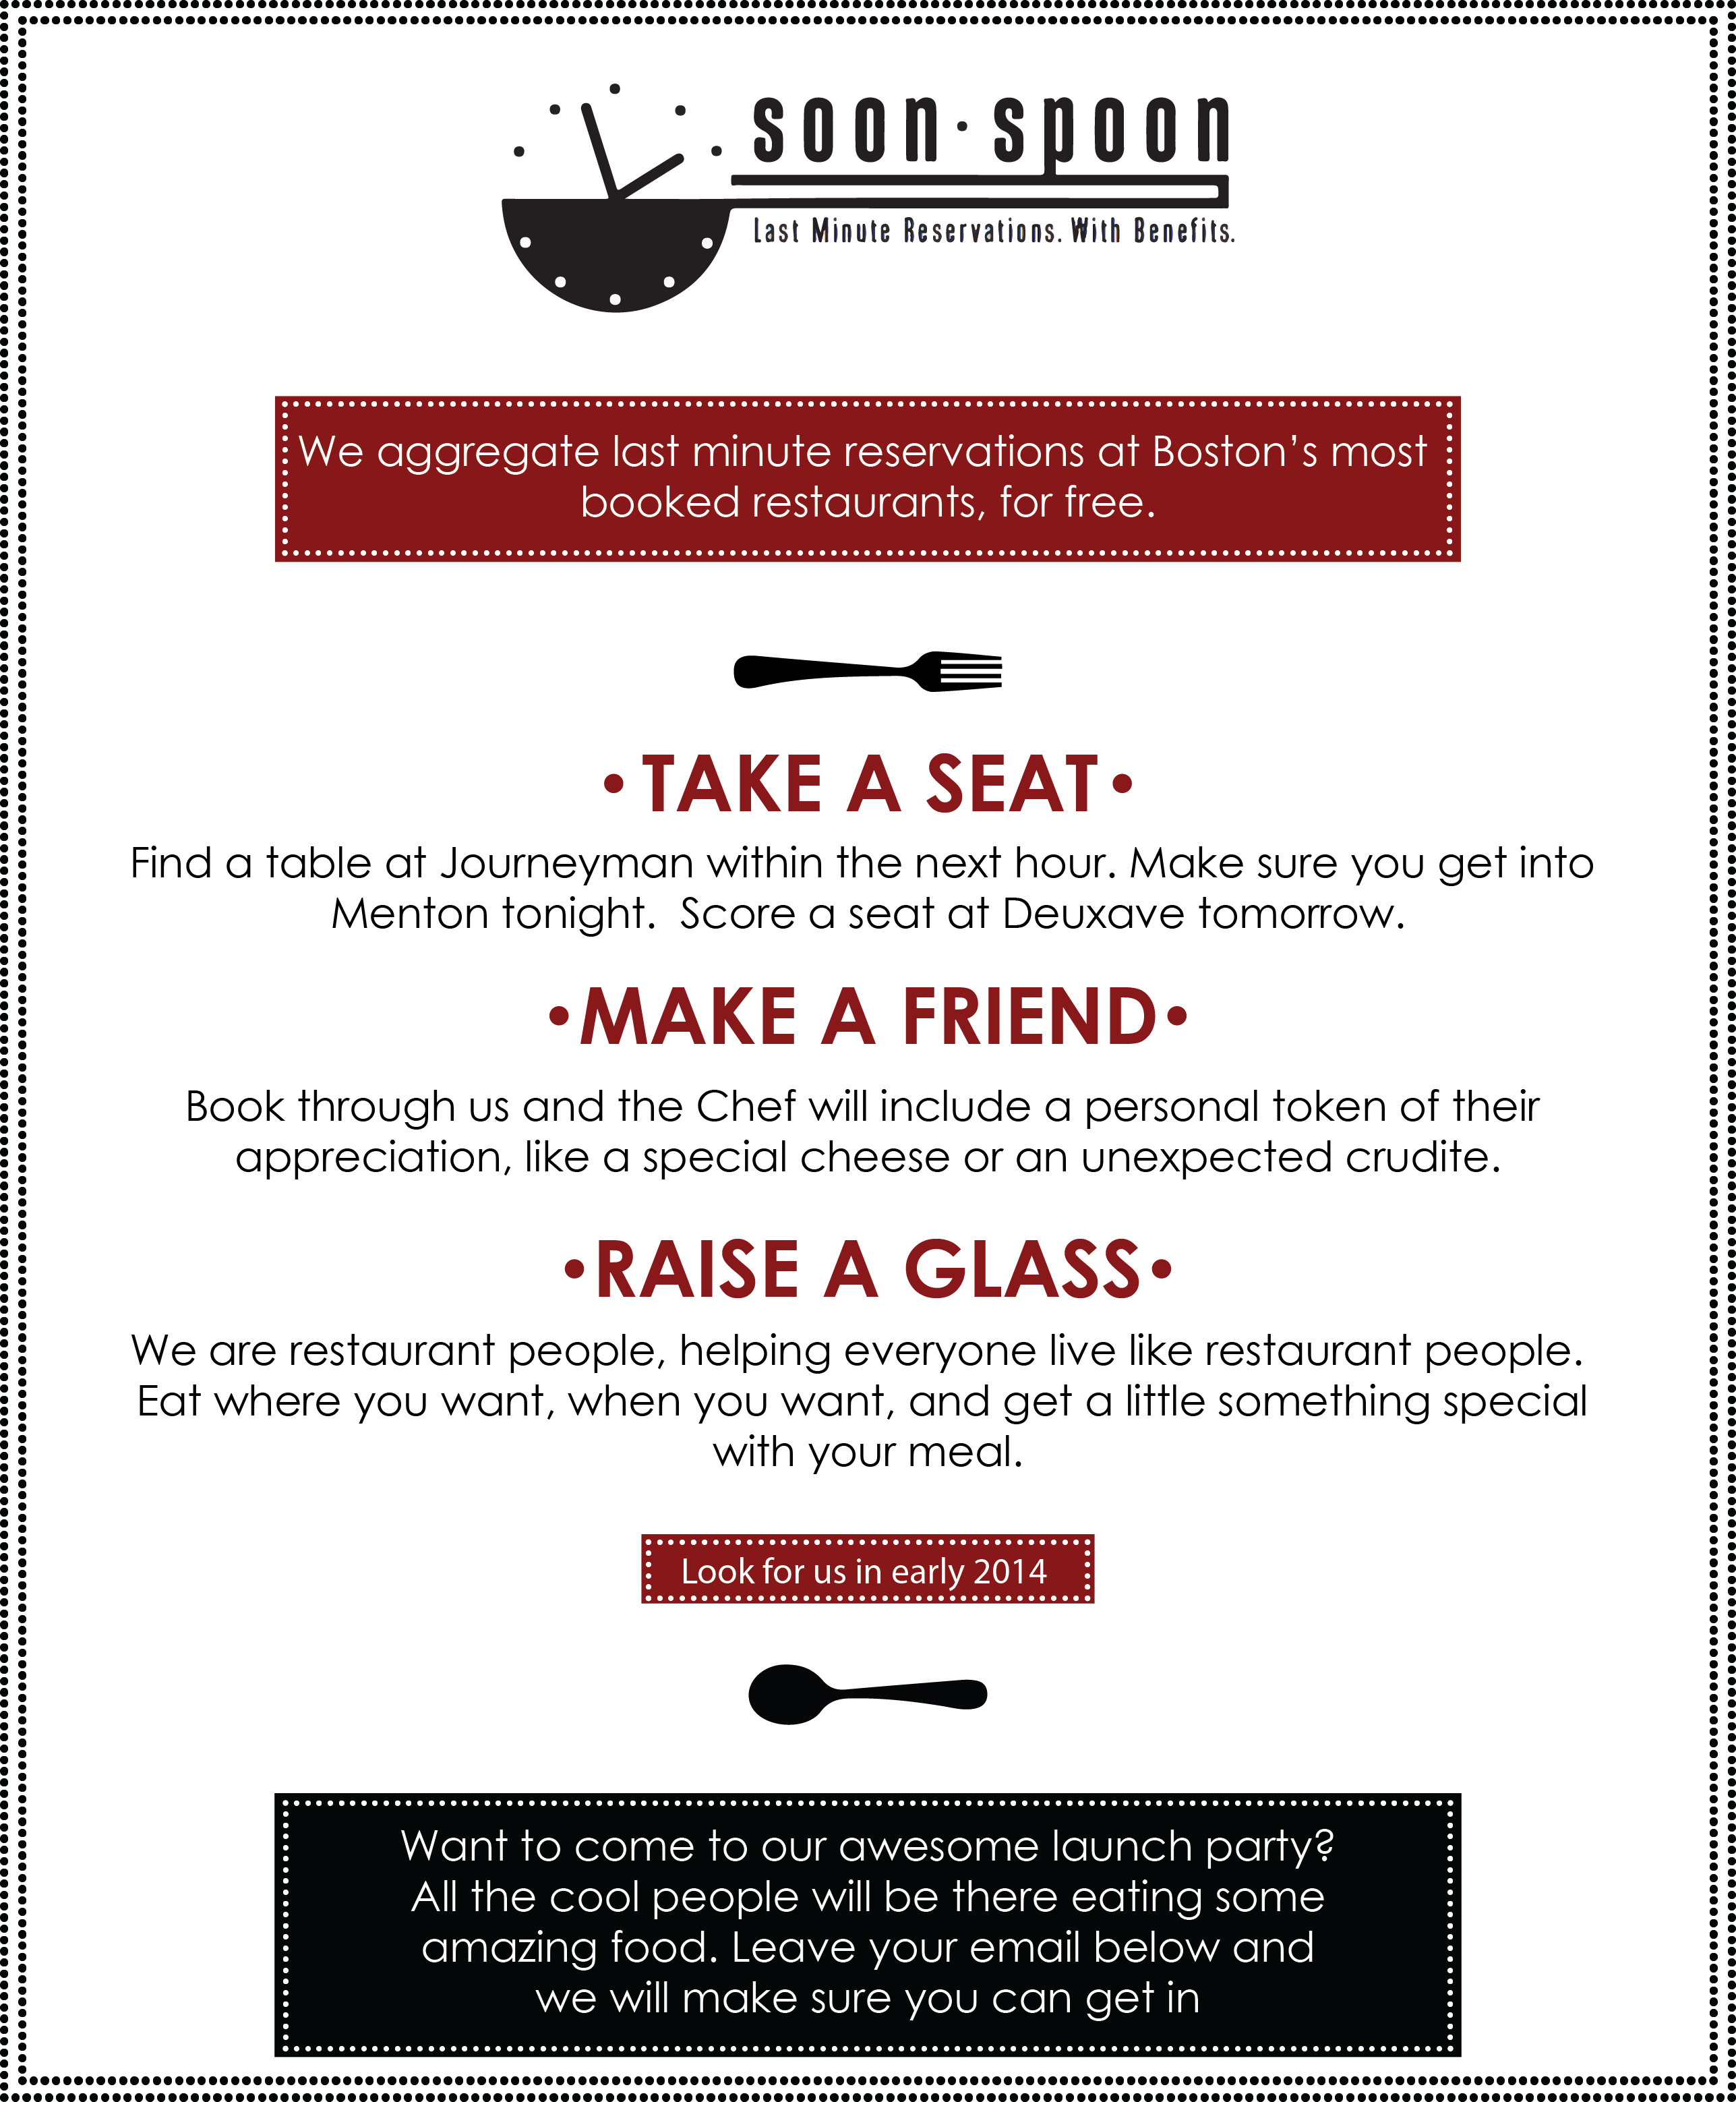 soon·spoon
Last Minute Reservations. With Benefits.
We aggregate last minute reservations at Boston’s most
booked restaurants, for free.
•TAKE A SEAT•
Find a table at Journeyman within the next hour. Make sure you get into
Menton tonight.  Score a seat at Deuxave tomorrow.
•MAKE A FRIEND•
Book through us and the Chef will include a personal token of their
appreciation, like a special cheese or an unexpected crudite.
•RAISE A GLASS•
We are restaurant people, helping everyone live like restaurant people.
Eat where you want, when you want, and get a little something special
with your meal.
Look for us in early 2014
Want to come to our awesome launch party?
All the cool people will be there eating some
amazing food. Leave your email below and
we will make sure you can get in